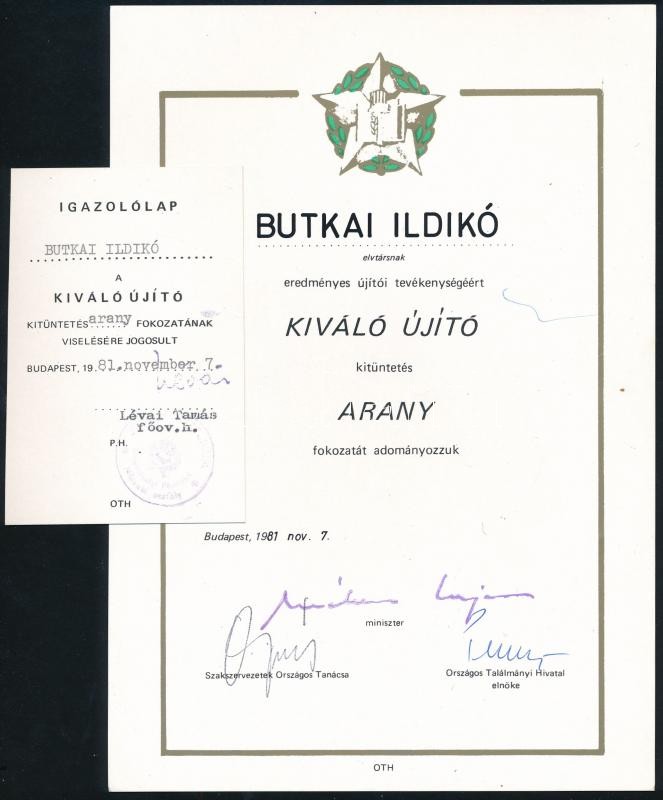 IGAZOLÓLAP
BUTKAI ILDIKÓ
A
KIVÁLÓ ÚJÍTÓ
KITÜNTETÉS arany FOKOZATÁNAK
VISELÉSÉRE JOGOSULT
BUDAPEST, 1981. november 7.
Lévai Tamás
főov.h.
P.H.
OTH
BUTKAI ILDIKÓ
elvtársnak
eredményes újítói tevékenységéért
KIVÁLÓ ÚJÍTÓ
kitüntetés
ARANY
fokozatát adományozzuk
Budapest, 1981 nov. 7.
miniszter
Szakszervezetek Országos Tanácsa
Országos Találmányi Hivatal
elnöke
OTH